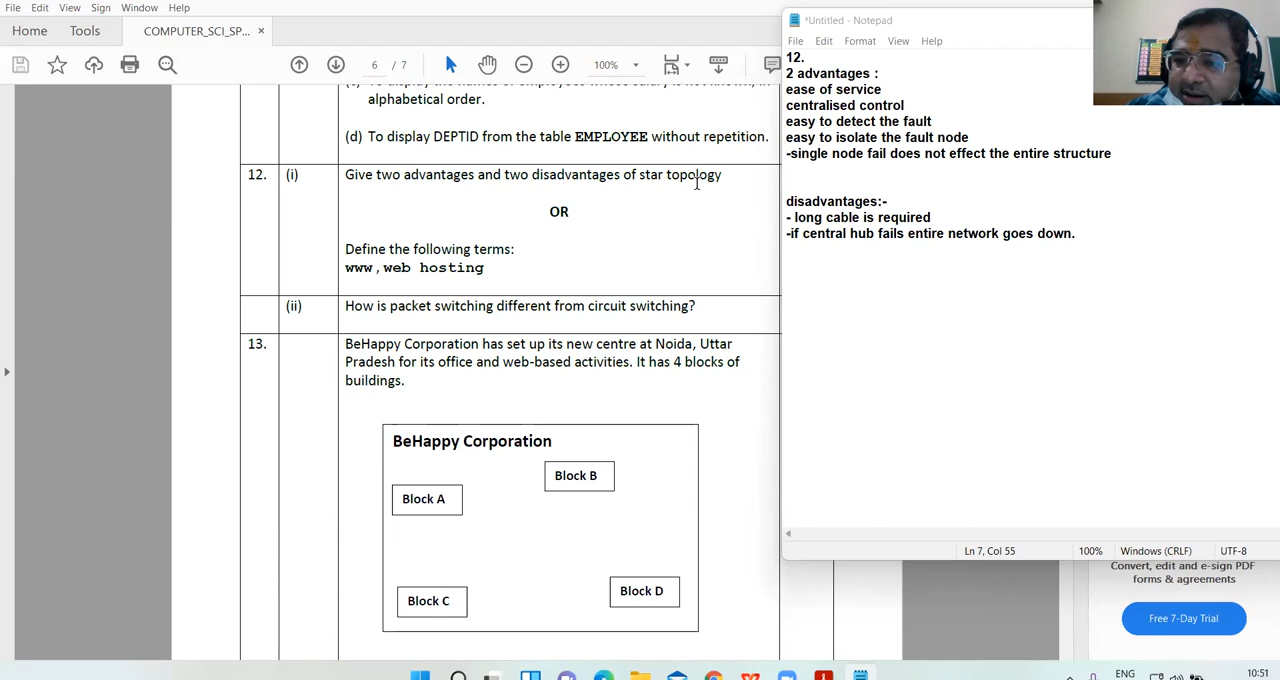 File Edit View Sign Window Help
Home Tools COMPUTER_SCI_SP... ×
6 / 7 100%
alphabetical order.
(d) To display DEPTID from the table EMPLOYEE without repetition.
12. (i) Give two advantages and two disadvantages of star topology
OR
Define the following terms:
www , web hosting
(ii) How is packet switching different from circuit switching?
13. BeHappy Corporation has set up its new centre at Noida, Uttar
Pradesh for its office and web-based activities. It has 4 blocks of
buildings.
BeHappy Corporation
Block B
Block A
Block D
Block C
*Untitled - Notepad
File Edit Format View Help
12.
2 advantages :
ease of service
centralised control
easy to detect the fault
easy to isolate the fault node
-single node fail does not effect the entire structure
disadvantages:-
- long cable is required
-if central hub fails entire network goes down.
Ln 7, Col 55 100% Windows (CRLF) UTF-8
Convert, edit and e-sign PDF
forms & agreements
Free 7-Day Trial
ENG 10:51